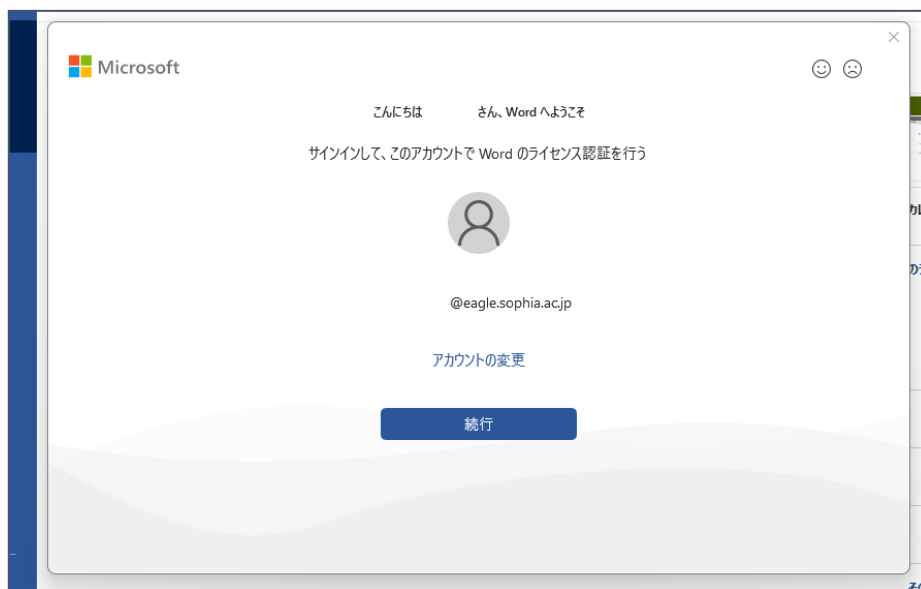 Microsoft
こんにちは さん、Word へようこそ
サインインして、このアカウントで Word のライセンス認証を行う
@eagle.sophia.ac.jp
アカウントの変更
続行